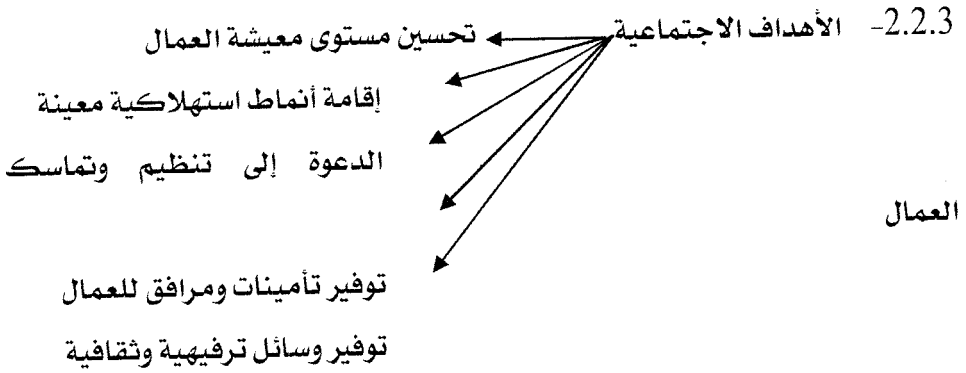 2.2.3- الأهداف الاجتماعية تحسين مستوى معيشة العمال
إقامة أنماط استهلاكية معينة
الدعوة إلى تنظيم وتماسك
العمال
توفير تأمينات ومرافق للعمال
توفير وسائل ترفيهية وثقافية